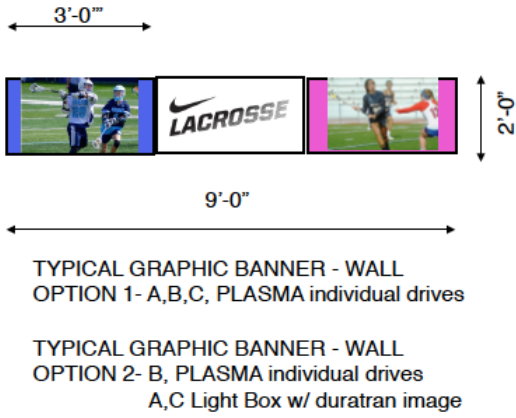 3'-0'"
LACROSSE
2'-0"
9'-0"
TYPICAL GRAPHIC BANNER - WALL
OPTION 1- A,B,C, PLASMA individual drives
TYPICAL GRAPHIC BANNER - WALL
OPTION 2- B, PLASMA individual drives
A,C Light Box w/ duratran image